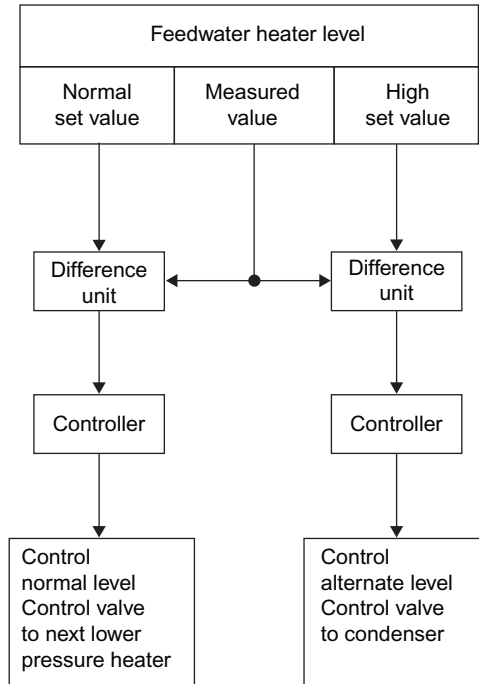 Feedwater heater level
Normal
set value
Measured
value
High
set value
Difference
unit
Difference
unit
Controller
Controller
Control
normal level
Control valve
to next lower
pressure heater
Control
alternate level
Control valve
to condenser